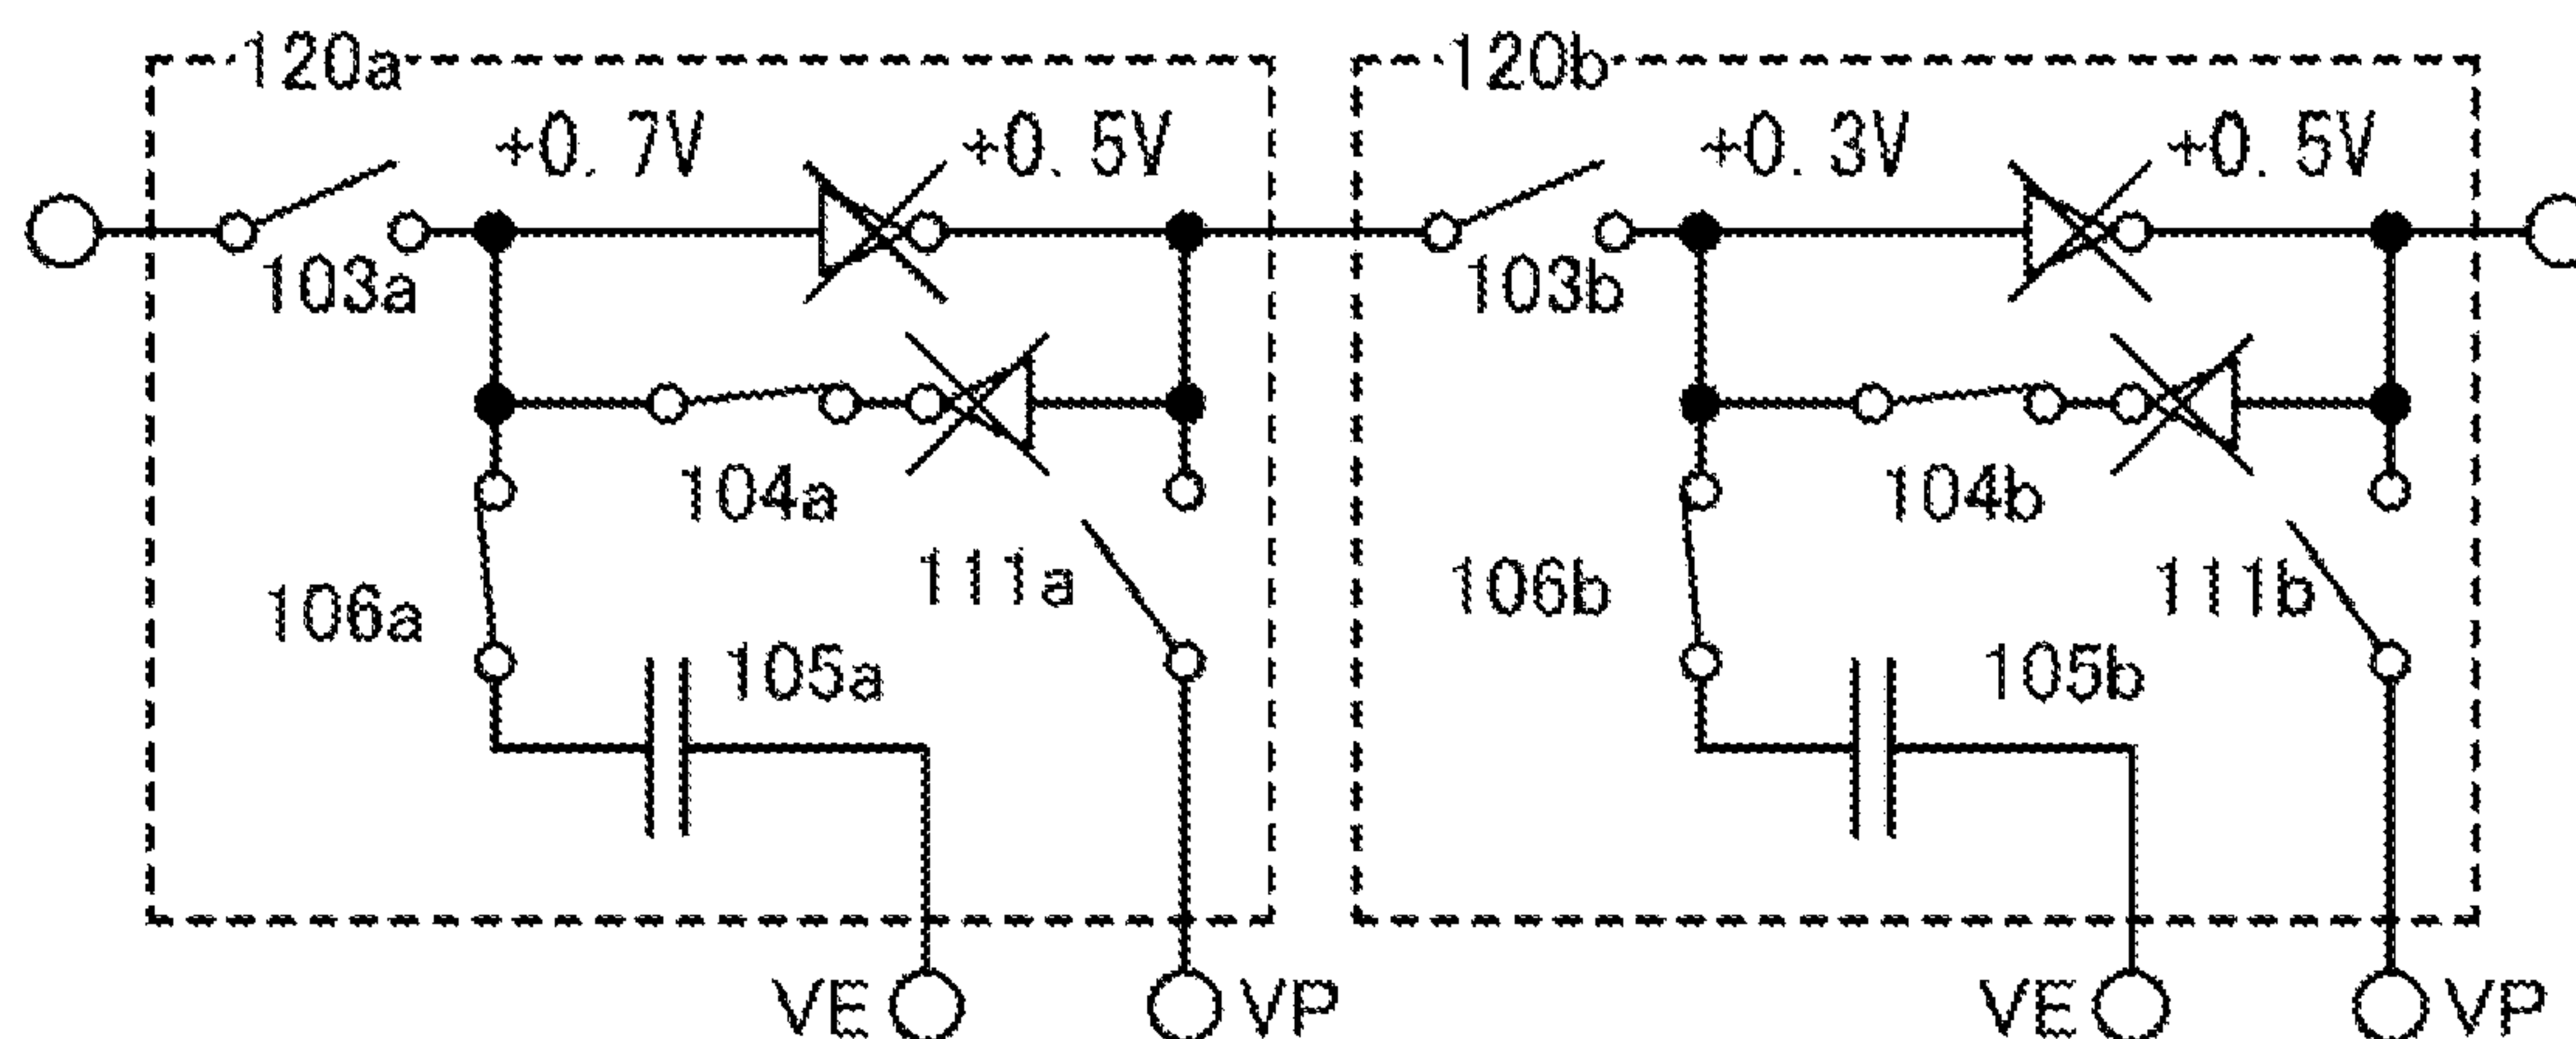 120a 120b
+0. 7V +0. 5V +0. 3V +0. 5V
103a 103b
104a 104b
111a 111b
106a 106b
105a 105b
VE VP VE VP